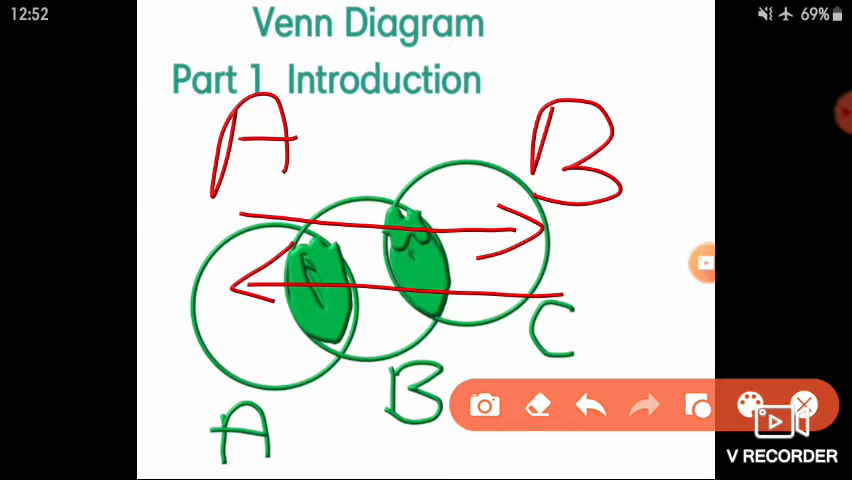 12:52
69%
Venn Diagram
Part 1 Introduction
A
B
C
B
A
V RECORDER